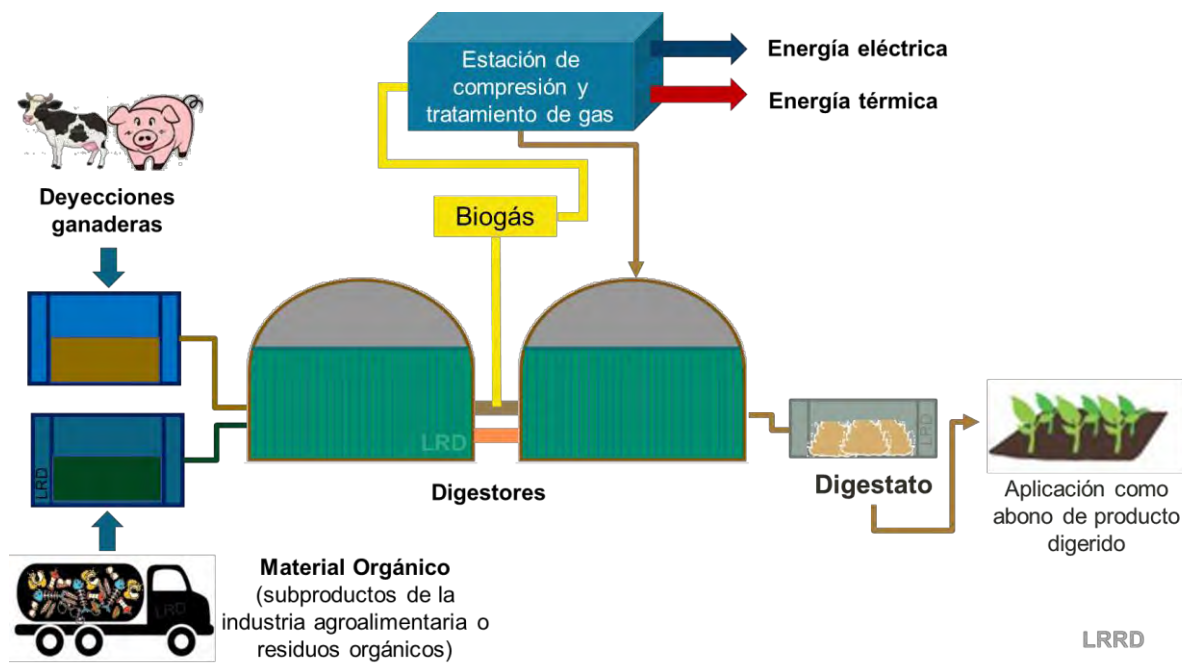 Estación de
compresión y
tratamiento de gas
Energía eléctrica
Energía térmica
Deyecciones
ganaderas
Biogás
LRD
LRD
LRD
Digestores
Digestato
Aplicación como
abono de producto
digerido
LRD
Material Orgánico
(subproductos de la
industria agroalimentaria o
residuos orgánicos)
LRRD